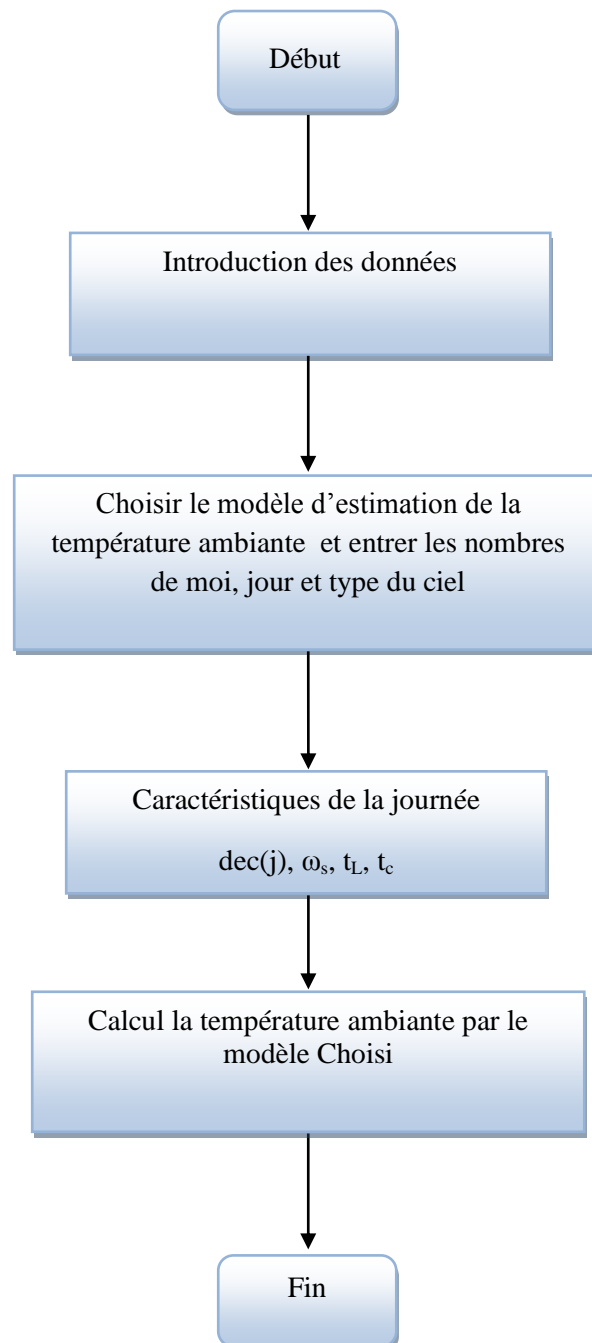 Début
Introduction des données
Choisir le modèle d’estimation de la
température ambiante et entrer les nombres
de moi, jour et type du ciel
Caractéristiques de la journée
dec(j), ωs, tL, tc
Calcul la température ambiante par le
modèle Choisi
Fin